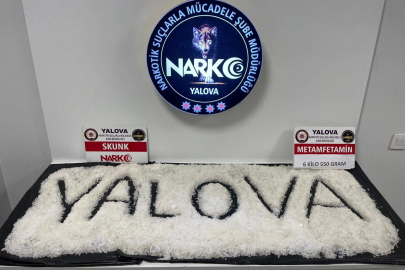 NARKOTİK SUÇLARLA MÜCADELE ŞUBE MÜDÜRLÜĞÜ
NARKO
YALOVA
YALOVA
SKUNK
NARKO
YALOVA
METAMFETAMİN
6 KİLO 550 GRAM
YALOVA